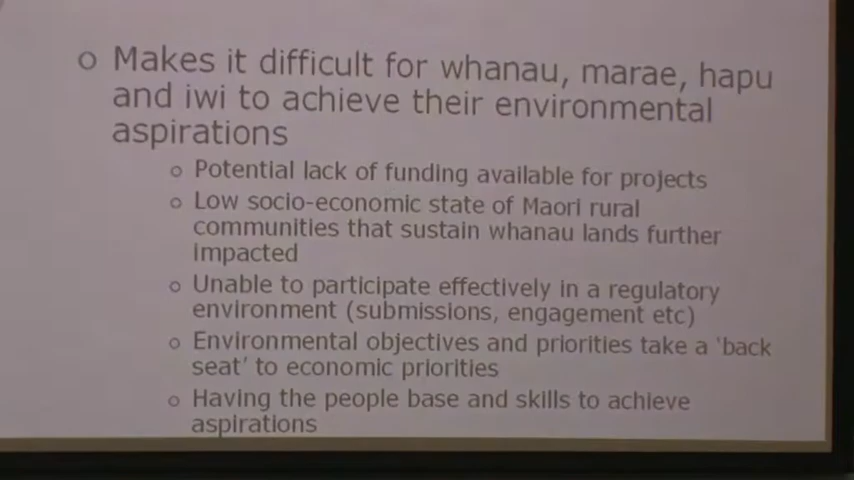 o Makes it difficult for whanau, marae, hapu
and iwi to achieve their environmental
aspirations
o Potential lack of funding available for projects
o Low socio-economic state of Maori rural
communities that sustain whanau lands further
impacted
o Unable to participate effectively in a regulatory
environment (submissions, engagement etc)
o Environmental objectives and priorities take a ‘back
seat’ to economic priorities
o Having the people base and skills to achieve
aspirations